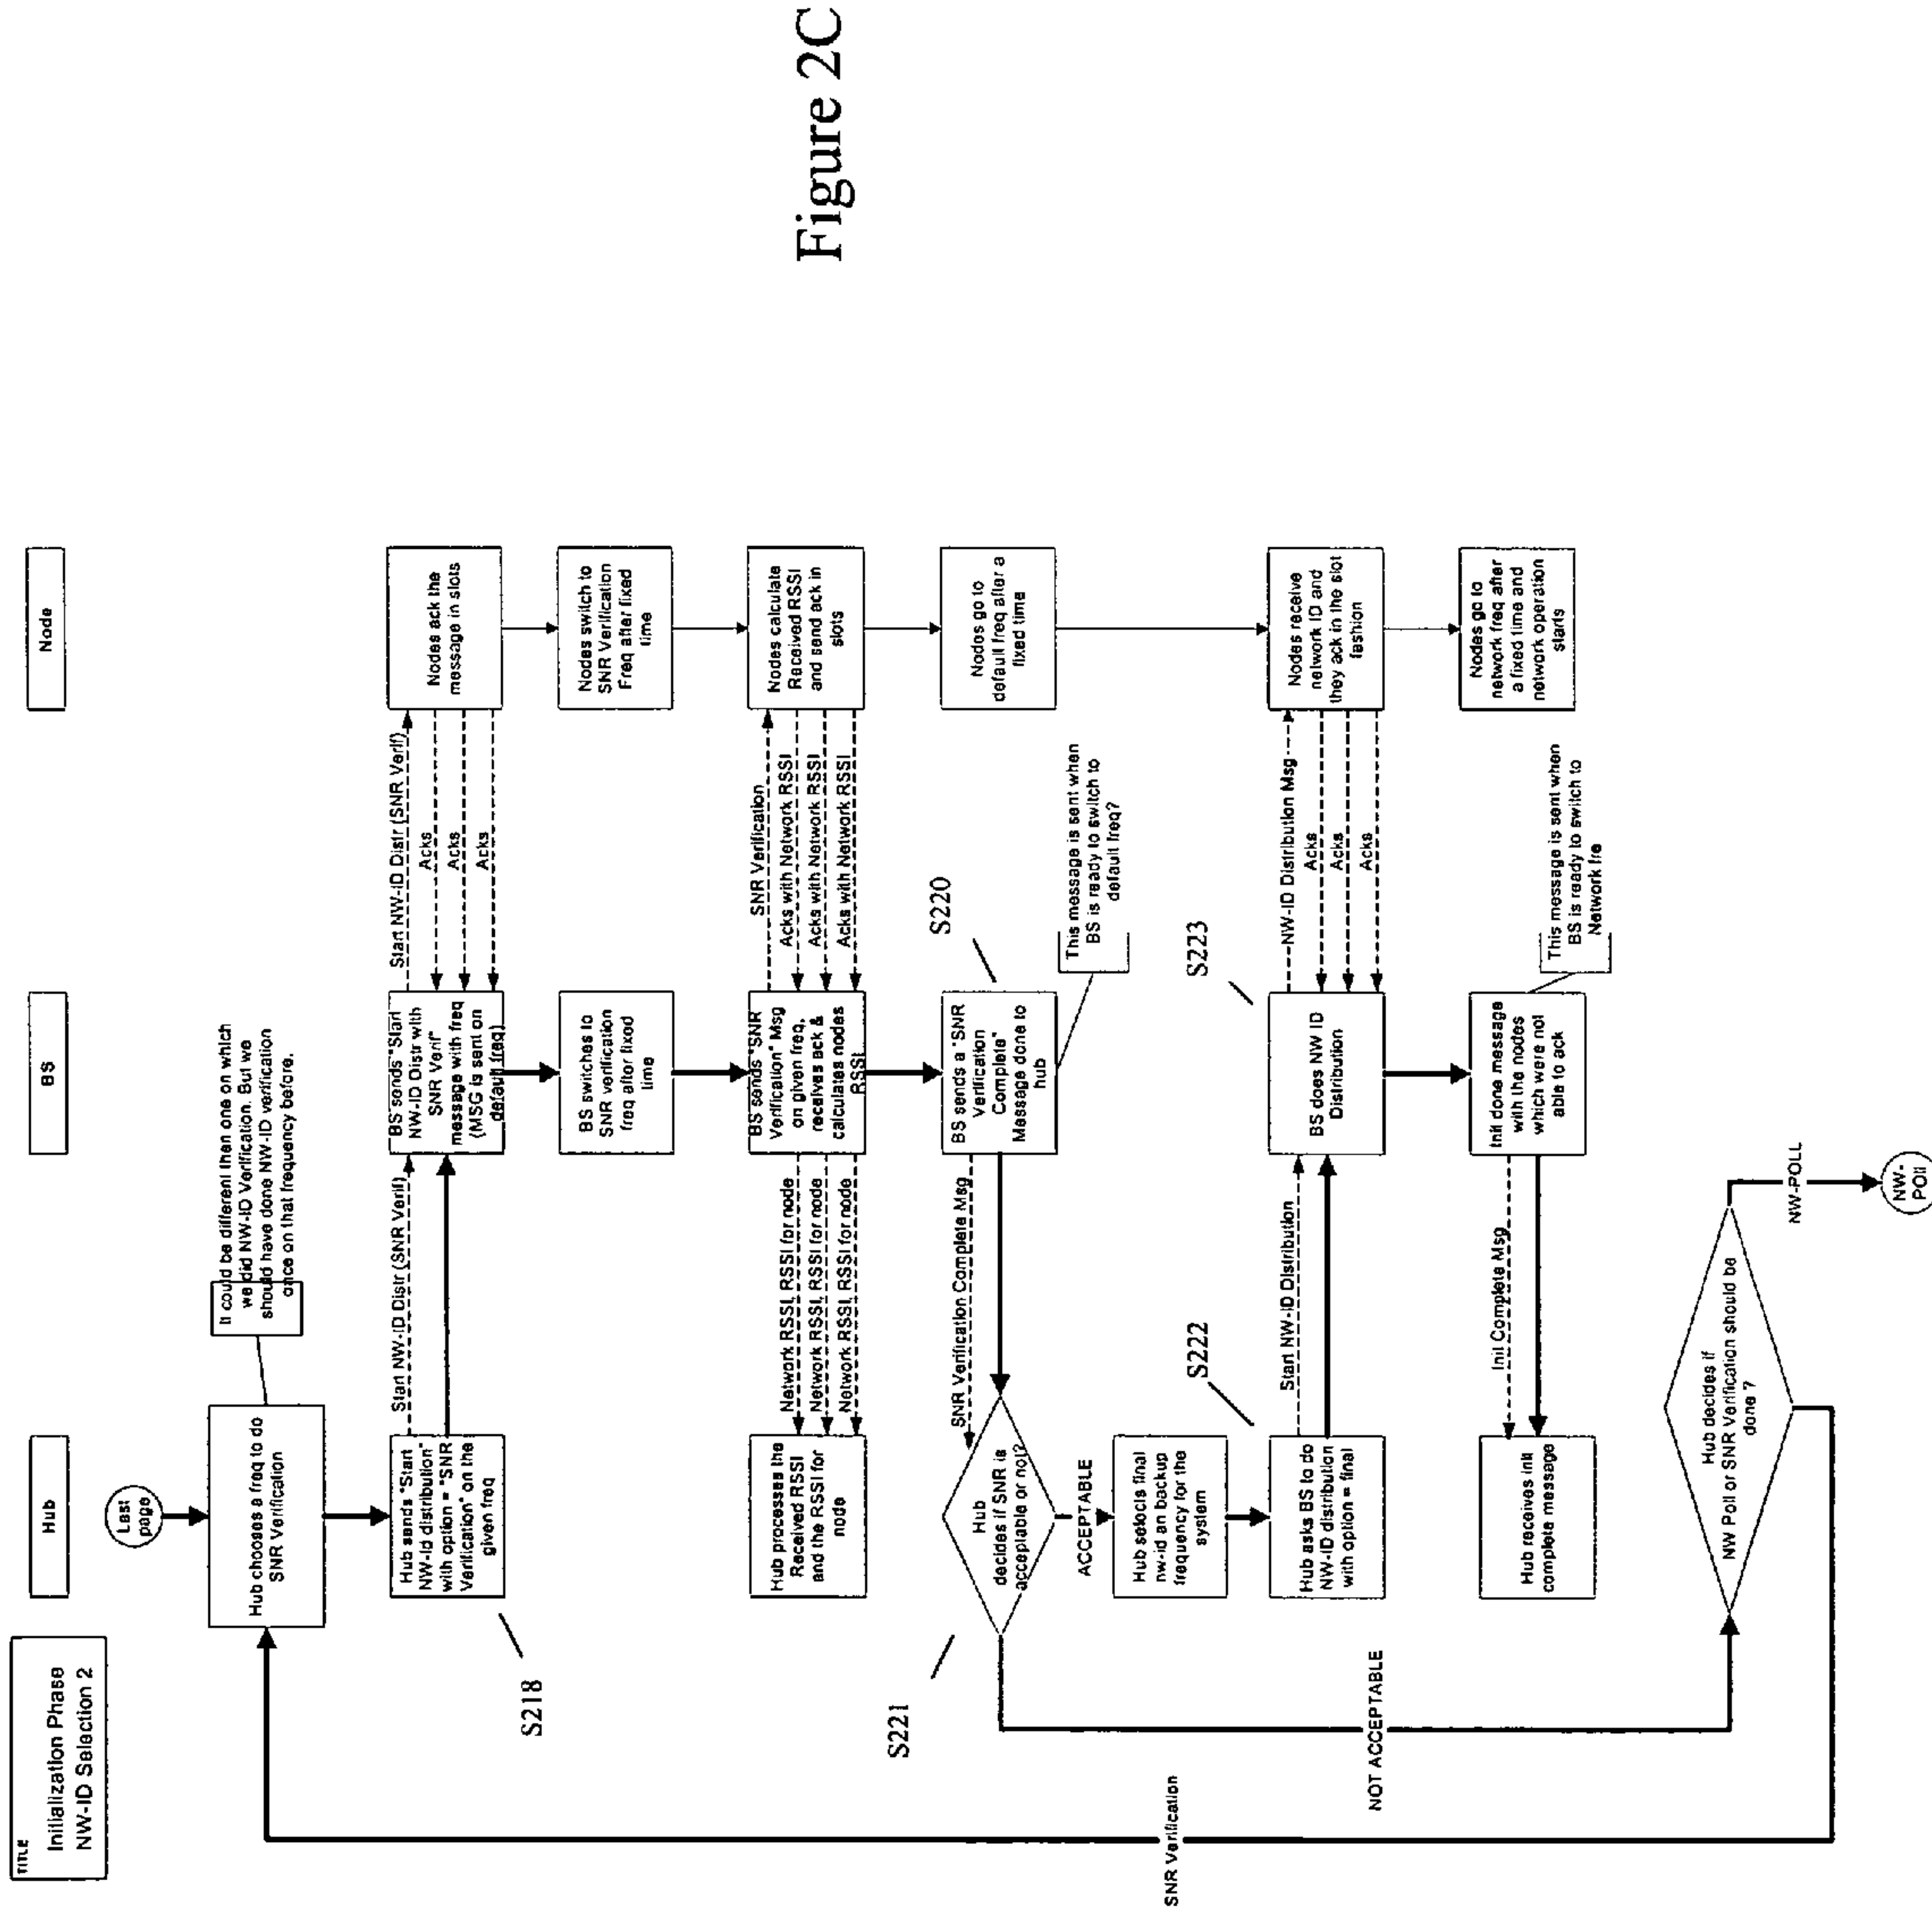 TITLE
Initialization Phase
NW-ID Selection 2
Hub
BS
Node
Last
page
Hub chooses a freq to do
SNR Verification
It could be different then one on which
we did NW-ID Verification. But we
should have done NW-ID verification
once on that frequency before.
Hub sends "Start
NW-Id distribution"
with option = "SNR
Verification" on the
given freq
S218
Start NW-ID Distr (SNR Verif)
BS sends "Start
NW-ID Distr with
SNR Verif"
message with freq
(MSG is sent on
default freq)
Start NW-ID Distr (SNR Verif)
Acks
Acks
Acks
Nodes ack the
message in slots
BS switches to
SNR verification
freq after fixed
time
Nodes switch to
SNR Verification
Freq after fixed
time
Hub processes the
Received RSSI
and the RSSI for
node
Network RSSI, RSSI for node
Network RSSI, RSSI for node
Network RSSI, RSSI for node
BS sends "SNR
Verification" Msg
on given freq,
receives ack &
calculates nodes
RSSI
SNR Verification
Acks with Network RSSI
Acks with Network RSSI
Acks with Network RSSI
Nodes calculate
Received RSSI
and send ack in
slots
S221
Hub
decides if SNR is
acceptable or not?
SNR Verification Complete Msg
BS sends a "SNR
Verification
Complete"
Message done to
hub
S220
This message is sent when
BS is ready to switch to
default freq?
Nodes go to
default freq after a
fixed time
ACCEPTABLE
Hub selects final
nw-id an backup
frequency for the
system
S222
Hub asks BS to do
NW-ID distribution
with option = final
Start NW-ID Distribution
BS does NW ID
Distribution
S223
NW-ID Distribution Msg
Acks
Acks
Acks
Nodes receive
network ID and
they ack in the slot
fashion
Hub receives init
complete message
Init Complete Msg
Init done message
with the nodes
which were not
able to ack
This message is sent when
BS is ready to switch to
Network fre
Nodes go to
network freq after
a fixed time and
network operation
starts
NOT ACCEPTABLE
SNR Verification
Hub decides if
NW Poll or SNR Verification should be
done ?
NW-POLL
NW-
POLL
Figure 2C